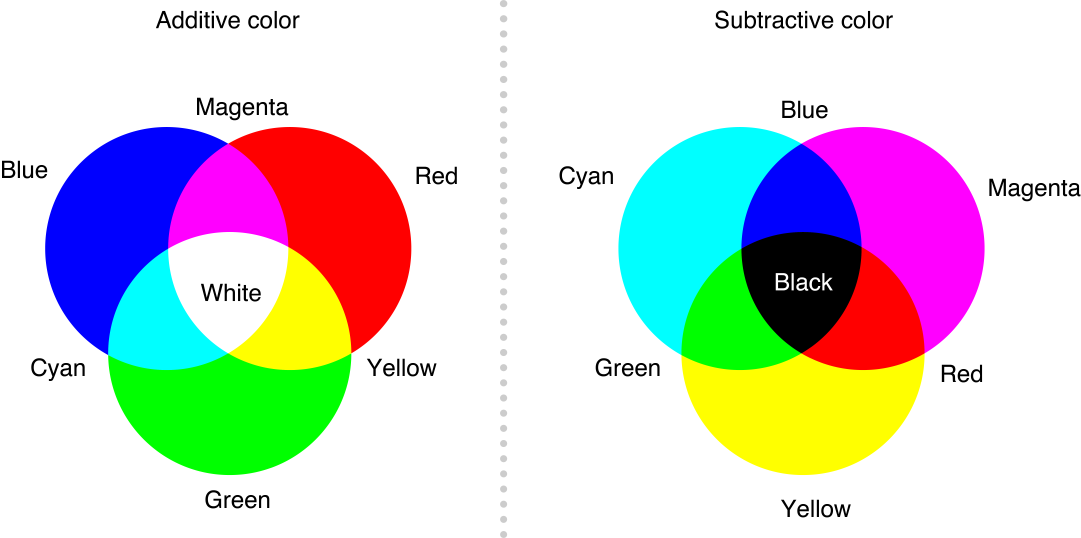 Additive color
Magenta
Blue
Red
White
Cyan
Yellow
Green
Subtractive color
Blue
Cyan
Magenta
Black
Green
Red
Yellow